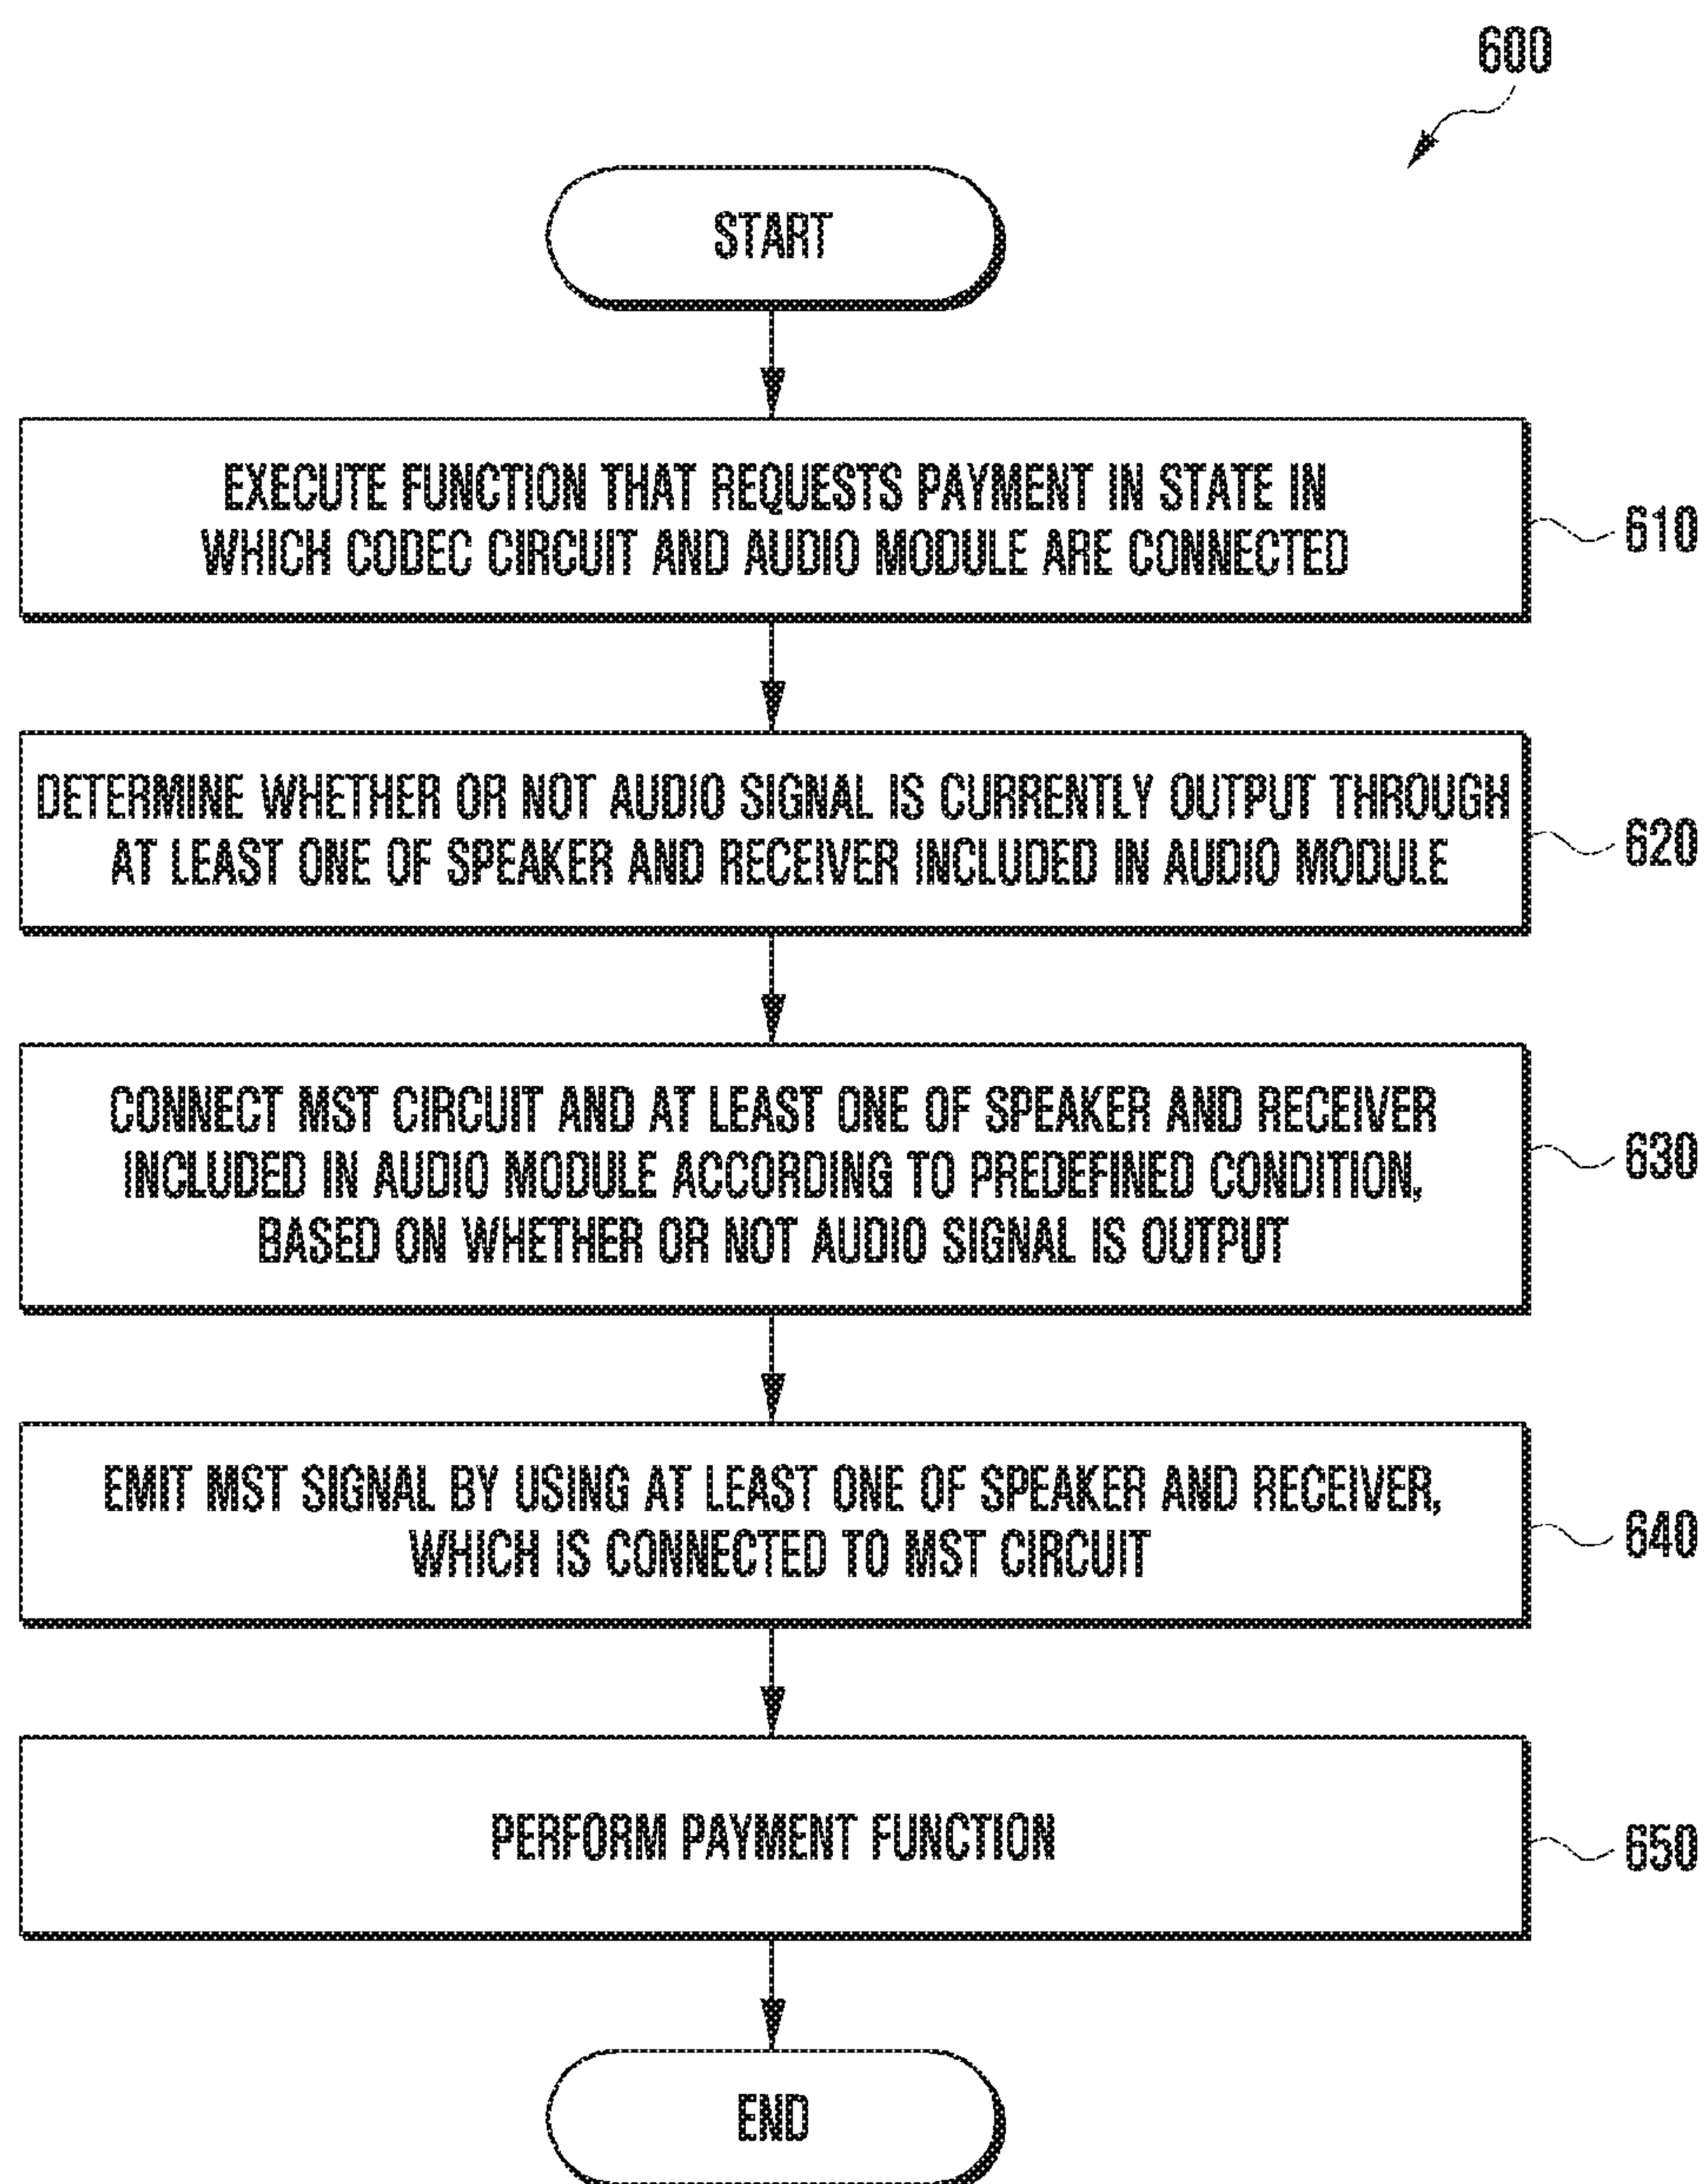 600
START
EXECUTE FUNCTION THAT REQUESTS PAYMENT IN STATE IN
WHICH CODEC CIRCUIT AND AUDIO MODULE ARE CONNECTED
610
DETERMINE WHETHER OR NOT AUDIO SIGNAL IS CURRENTLY OUTPUT THROUGH
AT LEAST ONE OF SPEAKER AND RECEIVER INCLUDED IN AUDIO MODULE
620
CONNECT MST CIRCUIT AND AT LEAST ONE OF SPEAKER AND RECEIVER
INCLUDED IN AUDIO MODULE ACCORDING TO PREDEFINED CONDITION,
BASED ON WHETHER OR NOT AUDIO SIGNAL IS OUTPUT
630
EMIT MST SIGNAL BY USING AT LEAST ONE OF SPEAKER AND RECEIVER,
WHICH IS CONNECTED TO MST CIRCUIT
640
PERFORM PAYMENT FUNCTION
650
END